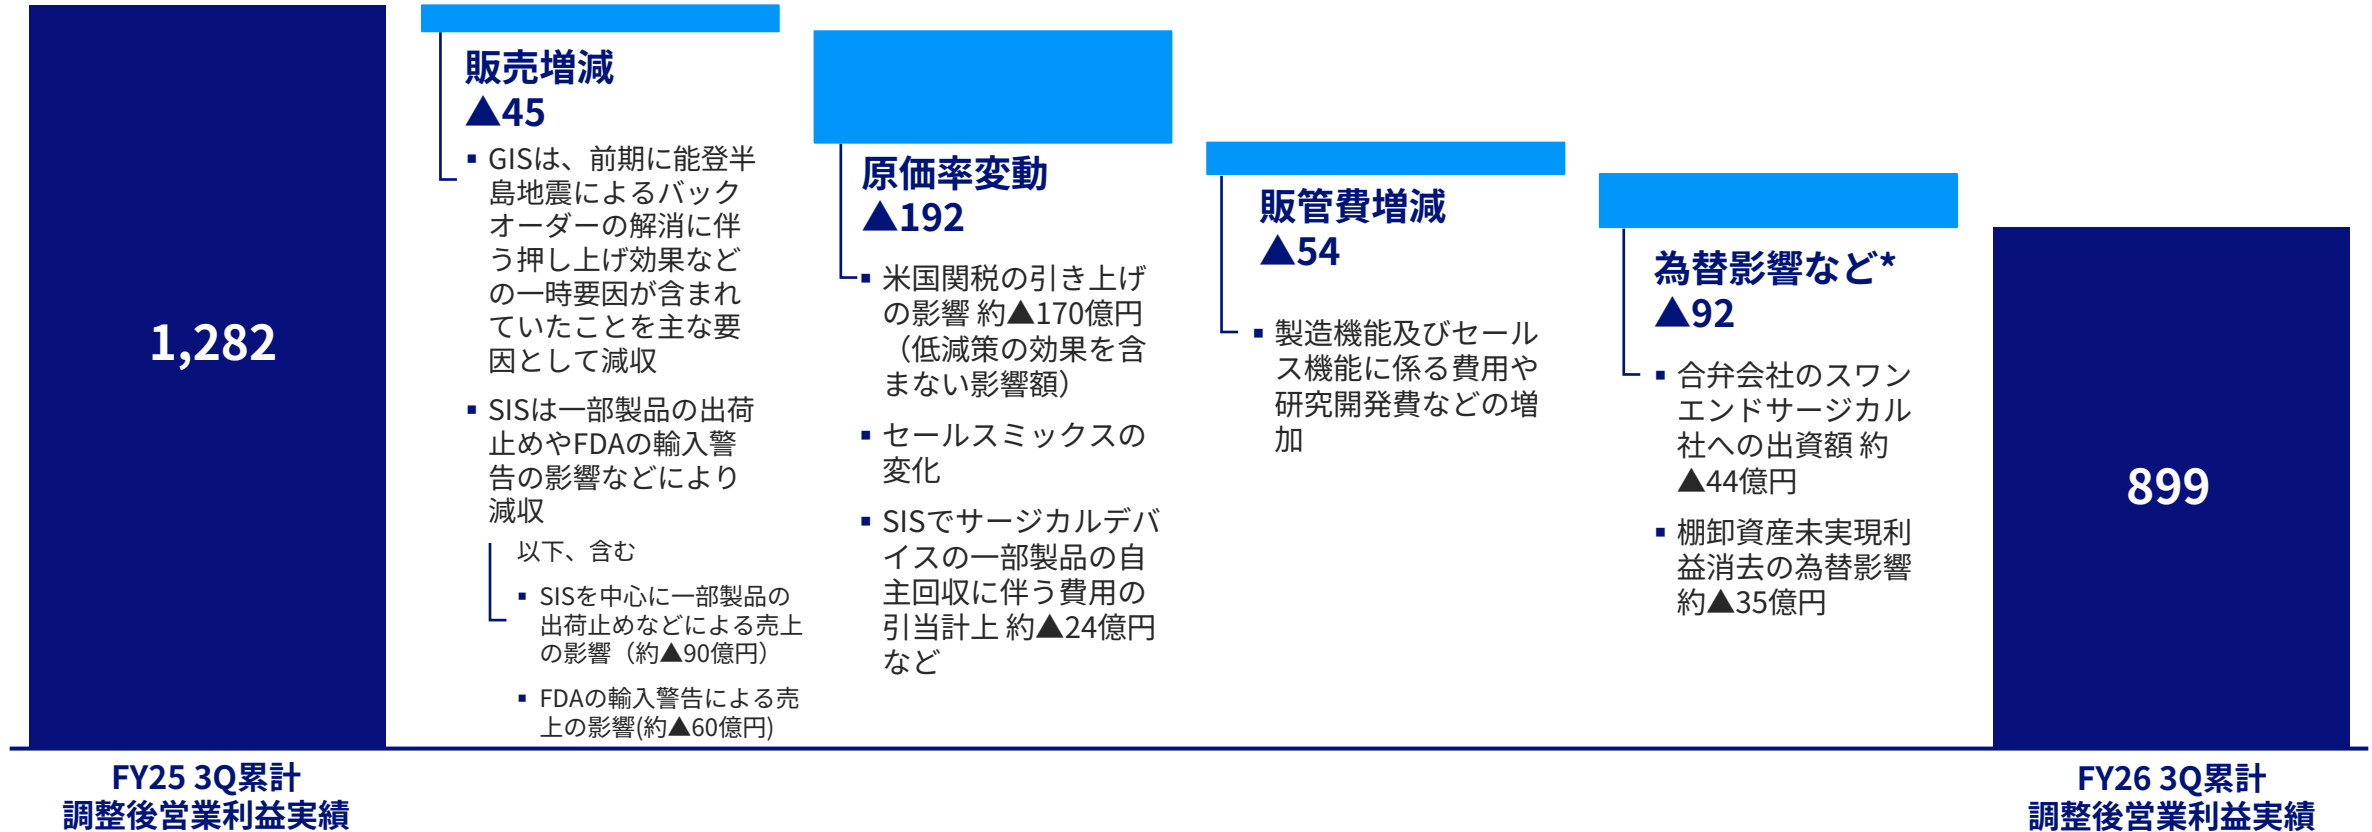 1,282
FY25 3Q累計
調整後営業利益実績
販売増減
▲45
▪ GISは、前期に能登半
島地震によるバック
オーダーの解消に伴
う押し上げ効果など
の一時要因が含まれ
ていたことを主な要
因として減収
▪ SISは一部製品の出荷
止めやFDAの輸入警
告の影響などにより
減収
以下、含む
▪ SISを中心に一部製品の
出荷止めなどによる売上
の影響（約▲90億円）
▪ FDAの輸入警告による売
上の影響(約▲60億円)
原価率変動
▲192
▪ 米国関税の引き上げ
の影響 約▲170億円
（低減策の効果を含
まない影響額）
▪ セールスミックスの
変化
▪ SISでサージカルデバ
イスの一部製品の自
主回収に伴う費用の
引当計上 約▲24億円
など
販管費増減
▲54
▪ 製造機能及びセール
ス機能に係る費用や
研究開発費などの増
加
為替影響など*
▲92
▪ 合弁会社のスワン
エンドサージカル
社への出資額 約
▲44億円
▪ 棚卸資産未実現利
益消去の為替影響
約▲35億円
899
FY26 3Q累計
調整後営業利益実績